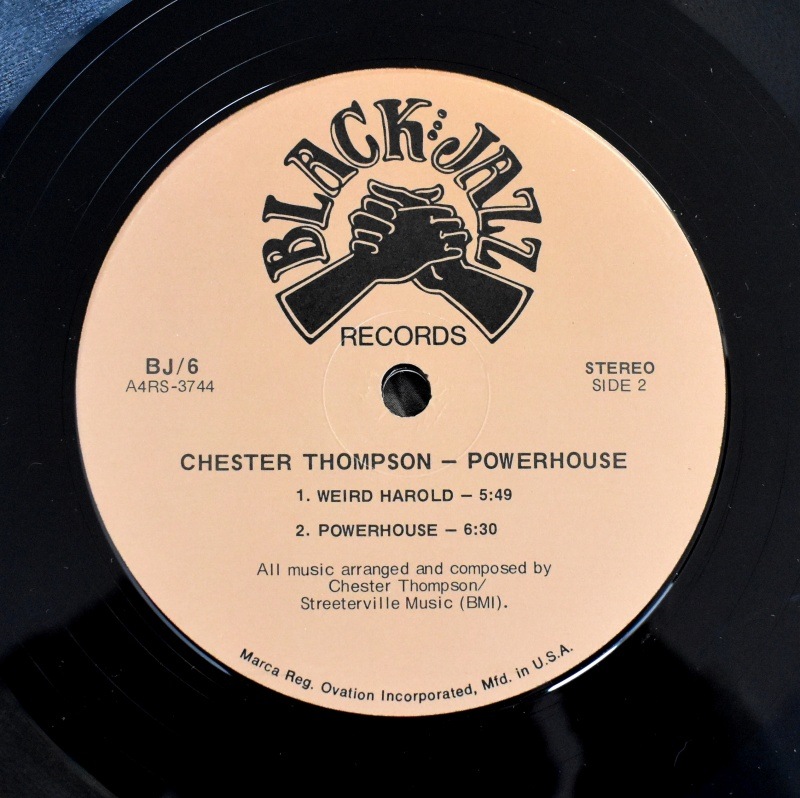 BLACK JAZZ
RECORDS
BJ/6
A4RS-3744
STEREO
SIDE 2
CHESTER THOMPSON — POWERHOUSE
1. WEIRD HAROLD — 5:49
2. POWERHOUSE — 6:30
All music arranged and composed by
Chester Thompson/
Streeterville Music (BMI).
Marca Reg. Ovation Incorporated, Mfd. in U.S.A.